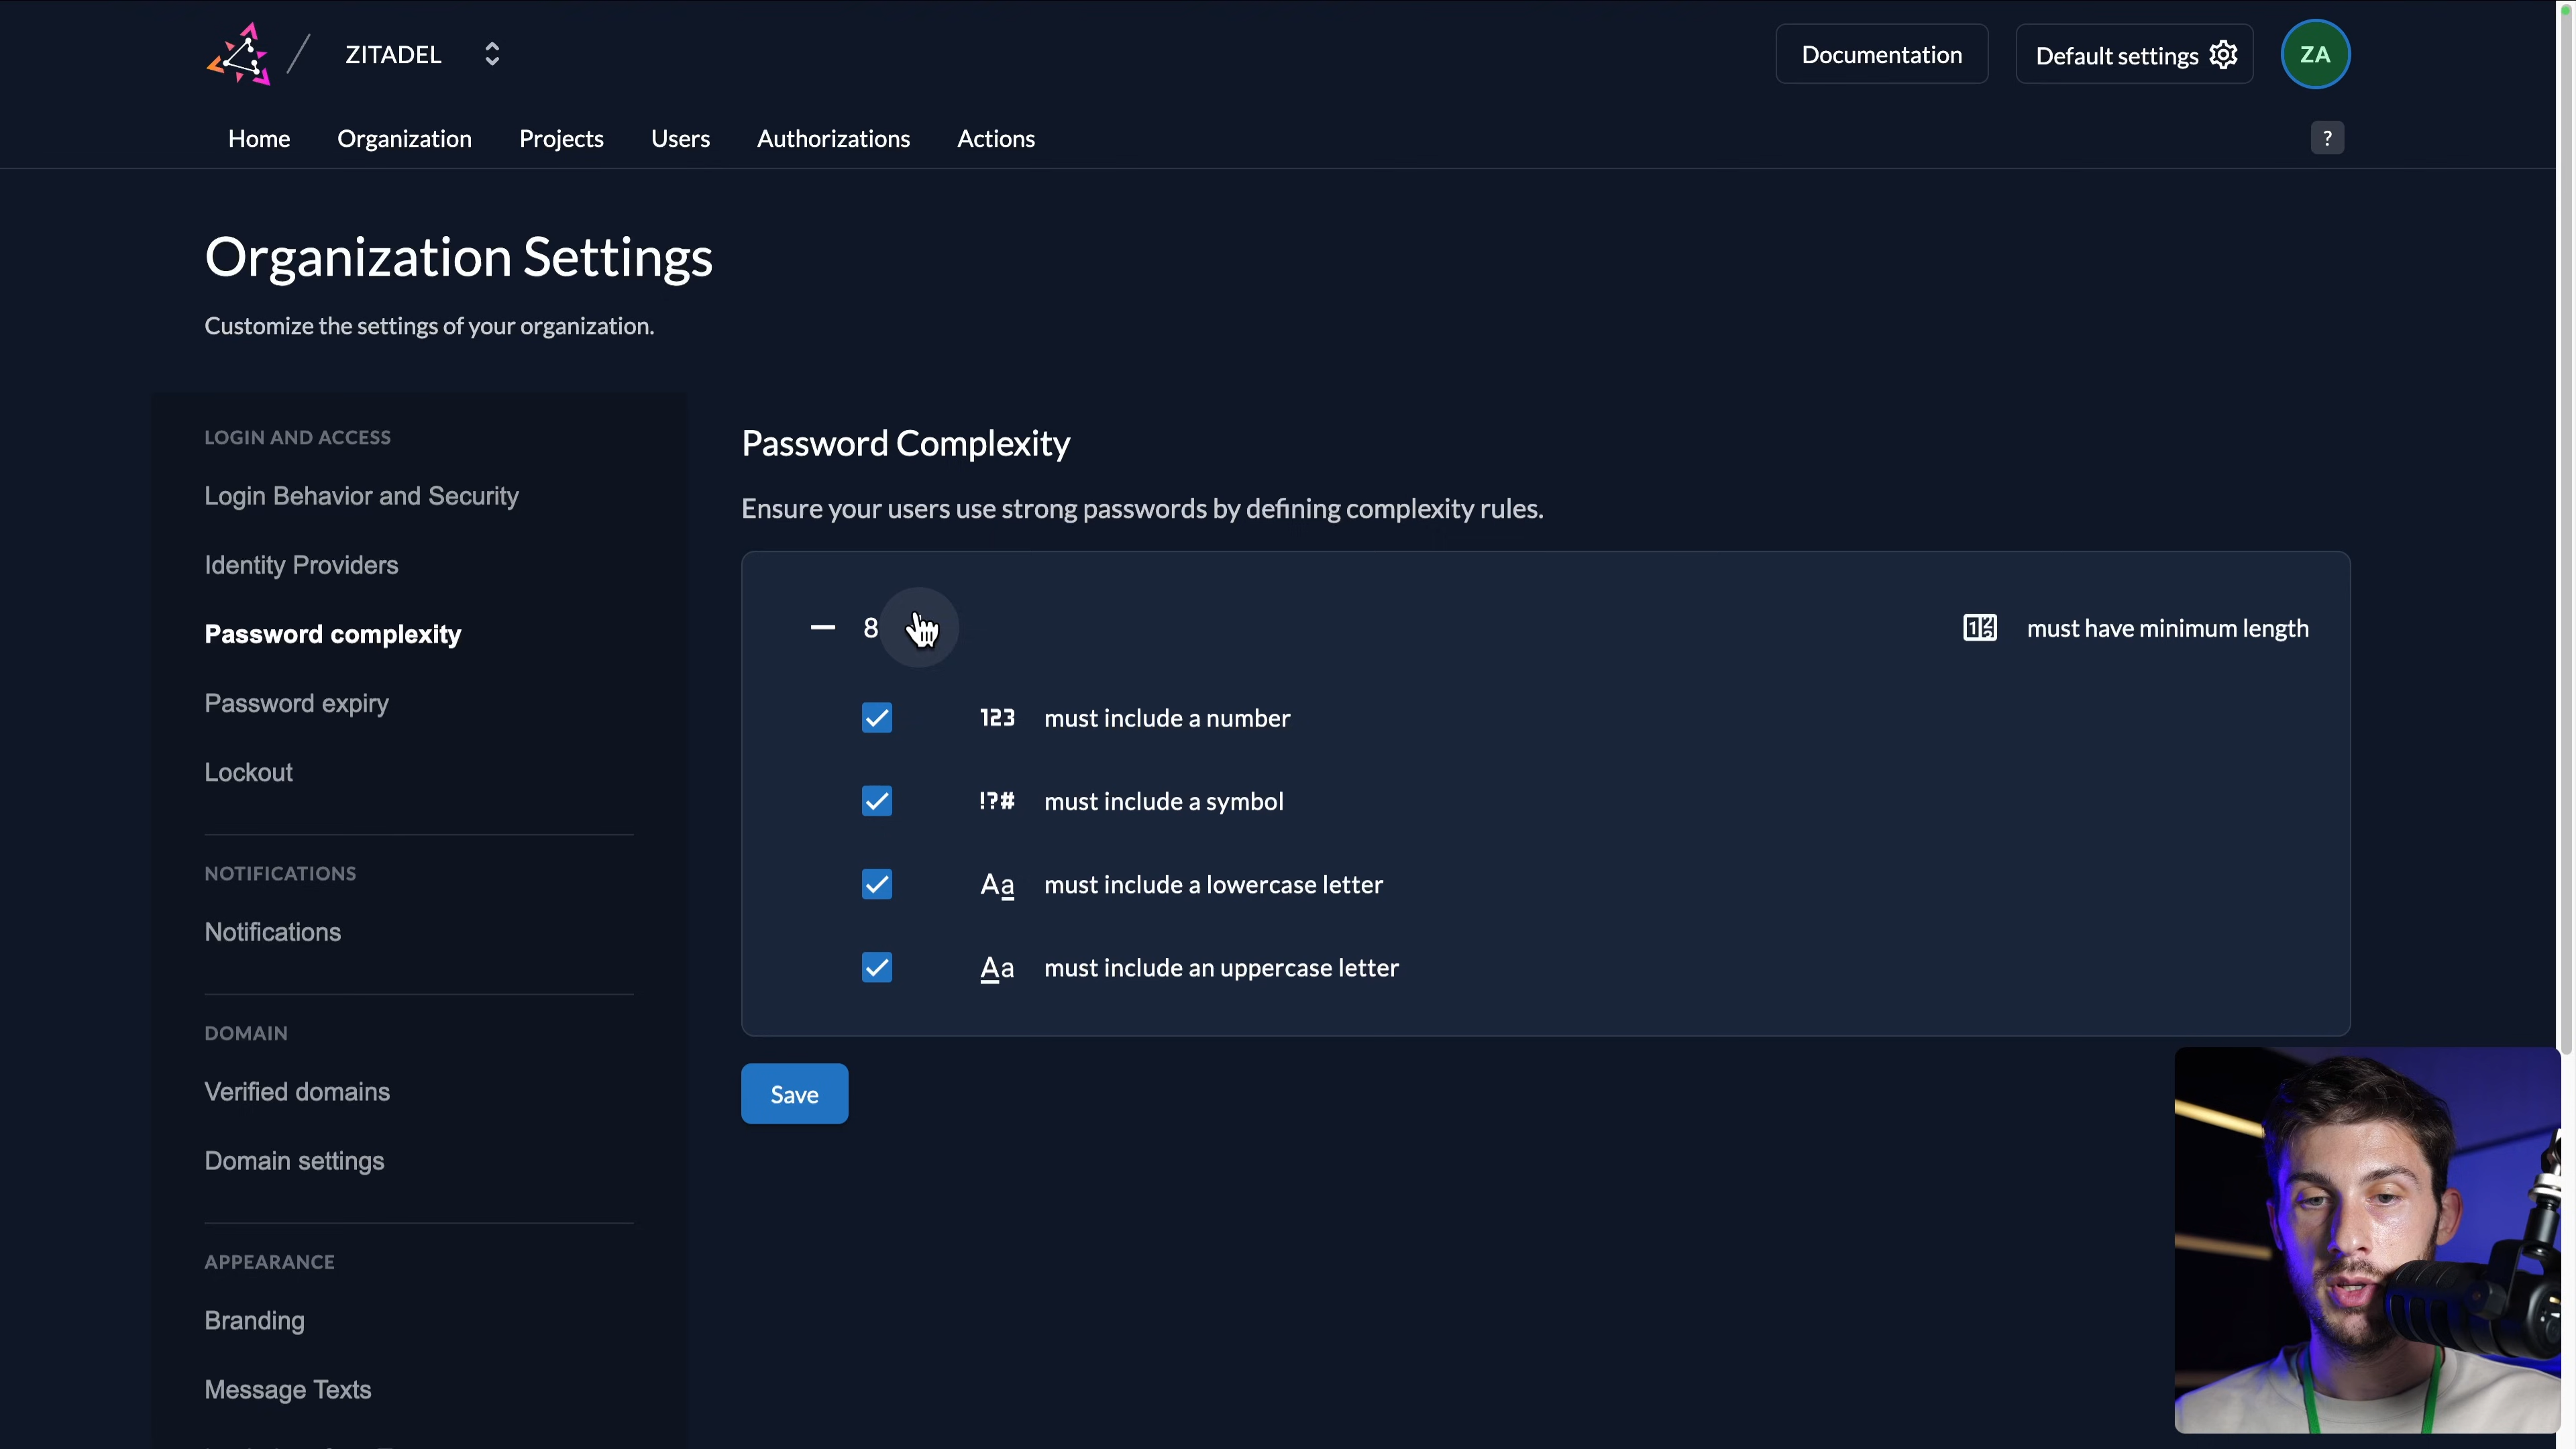 ZITADEL
Documentation
Default settings
ZA
Home
Organization
Projects
Users
Authorizations
Actions
?
Organization Settings
Customize the settings of your organization.
LOGIN AND ACCESS
Login Behavior and Security
Identity Providers
Password complexity
Password expiry
Lockout
NOTIFICATIONS
Notifications
DOMAIN
Verified domains
Domain settings
APPEARANCE
Branding
Message Texts
Password Complexity
Ensure your users use strong passwords by defining complexity rules.
8
must have minimum length
123 must include a number
!?# must include a symbol
Aa must include a lowercase letter
Aa must include an uppercase letter
Save